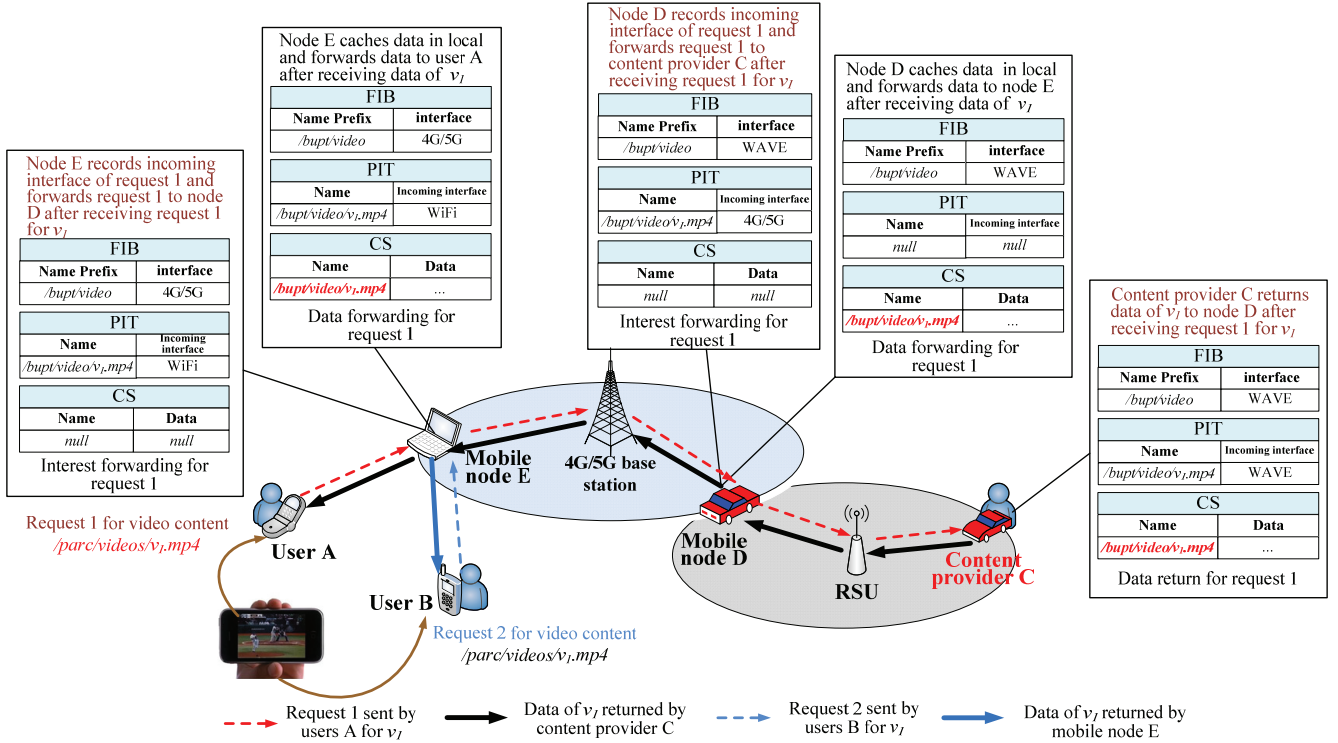 Node E records incoming
interface of request 1 and
forwards request 1 to node
D after receiving request 1
for v1
FIB
Name Prefix interface
/bupt/video 4G/5G
PIT
Name Incoming interface
/bupt/video/v1.mp4 WiFi
CS
Name Data
null null
Interest forwarding for
request 1
Node E caches data in local
and forwards data to user A
after receiving data of v1
FIB
Name Prefix interface
/bupt/video 4G/5G
PIT
Name Incoming interface
/bupt/video/v1.mp4 WiFi
CS
Name Data
/bupt/video/v1.mp4 ...
Data forwarding for
request 1
Node D records incoming
interface of request 1 and
forwards request 1 to
content provider C after
receiving request 1 for v1
FIB
Name Prefix interface
/bupt/video WAVE
PIT
Name Incoming interface
/bupt/video/v1.mp4 4G/5G
CS
Name Data
null null
Interest forwarding for
request 1
Node D caches data in local
and forwards data to node E
after receiving data of v1
FIB
Name Prefix interface
/bupt/video WAVE
PIT
Name Incoming interface
null null
CS
Name Data
/bupt/video/v1.mp4 ...
Data forwarding for
request 1
Content provider C returns
data of v1 to node D after
receiving request 1 for v1
FIB
Name Prefix interface
/bupt/video WAVE
PIT
Name Incoming interface
/bupt/video/v1.mp4 WAVE
CS
Name Data
/bupt/video/v1.mp4 ...
Data return for request 1
Mobile
node E
4G/5G base
station
Mobile
node D
RSU
Content
provider C
Request 1 for video content
/parc/videos/v1.mp4
User A
User B
Request 2 for video content
/parc/videos/v1.mp4
Request 1 sent by
users A for v1
Data of v1 returned by
content provider C
Request 2 sent by
users B for v1
Data of v1 returned by
mobile node E